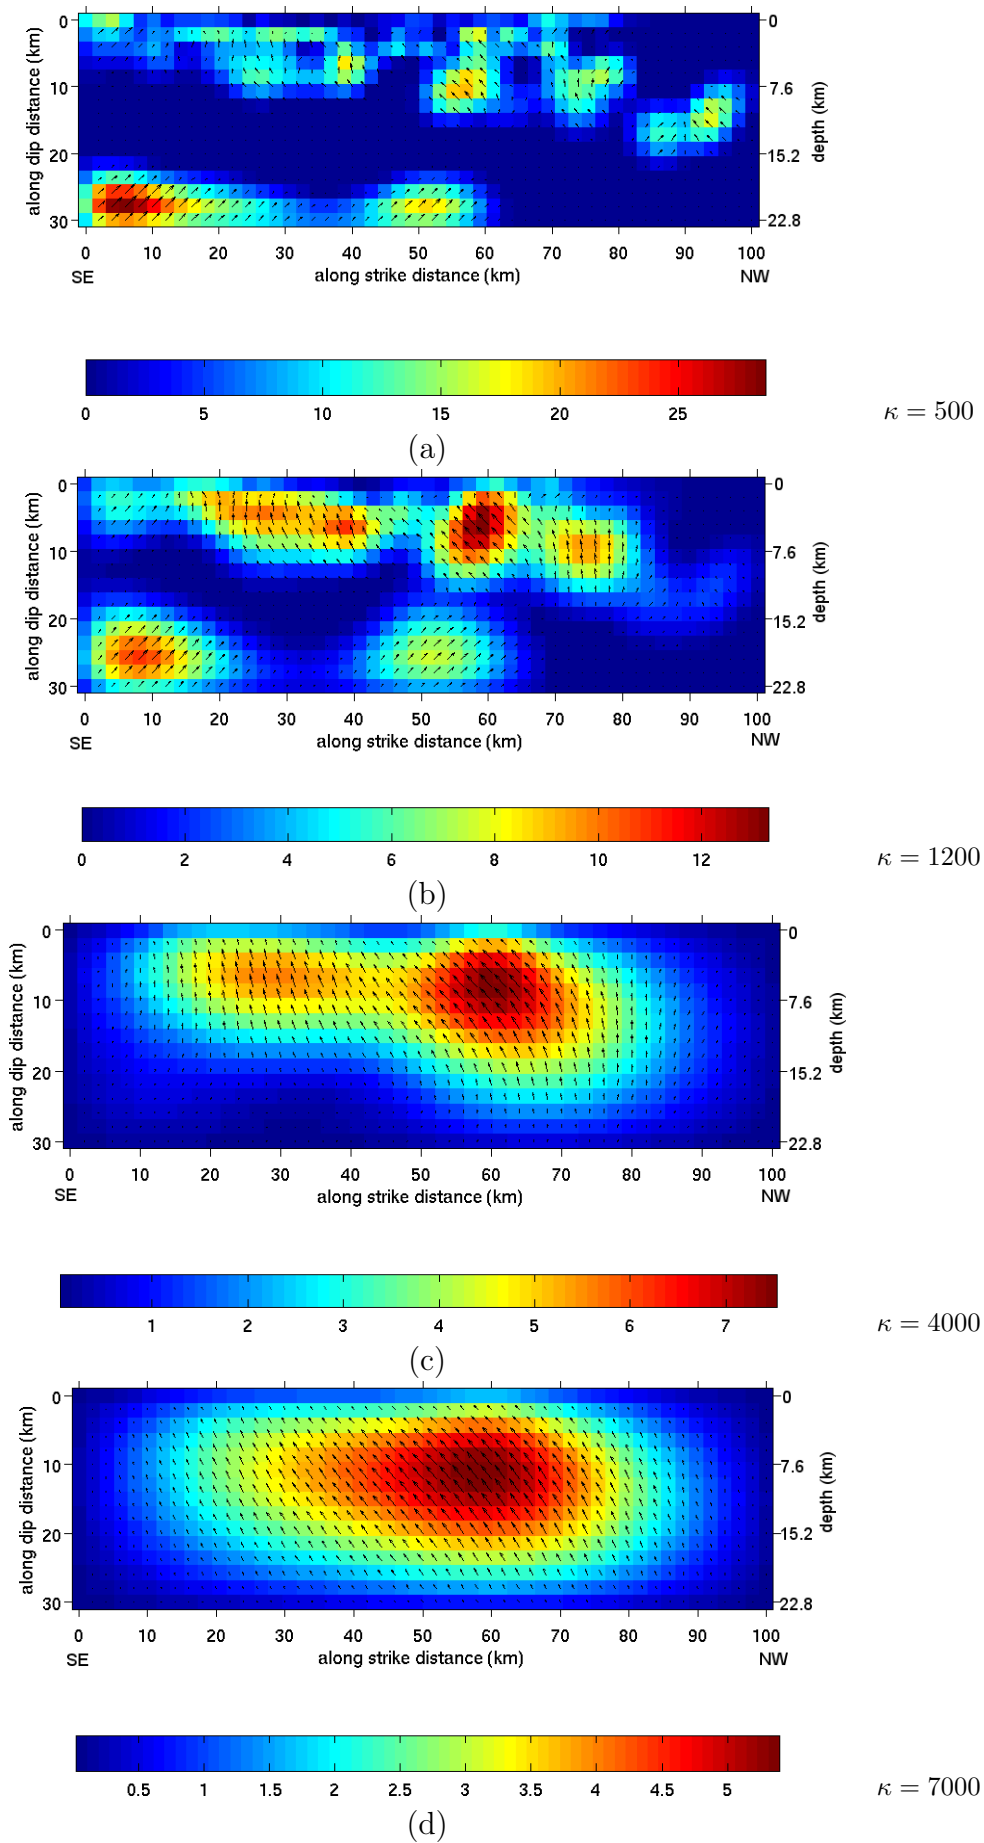 0 0
10 7.6
20 15.2
30 22.8
along dip distance (km)
depth (km)
0 10 20 30 40 50 60 70 80 90 100
SE along strike distance (km) NW
0 5 10 15 20 25
κ = 500
(a)
0 0
10 7.6
20 15.2
30 22.8
along dip distance (km)
depth (km)
0 10 20 30 40 50 60 70 80 90 100
SE along strike distance (km) NW
0 2 4 6 8 10 12
κ = 1200
(b)
0 0
10 7.6
20 15.2
30 22.8
along dip distance (km)
depth (km)
0 10 20 30 40 50 60 70 80 90 100
SE along strike distance (km) NW
1 2 3 4 5 6 7
κ = 4000
(c)
0 0
10 7.6
20 15.2
30 22.8
along dip distance (km)
depth (km)
0 10 20 30 40 50 60 70 80 90 100
SE along strike distance (km) NW
0.5 1 1.5 2 2.5 3 3.5 4 4.5 5
κ = 7000
(d)